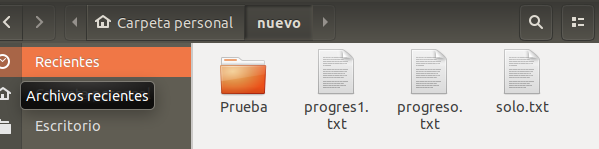 Carpeta personal nuevo
Recientes
Archivos recientes
Escritorio
Prueba progres1. progreso. solo.txt
txt txt